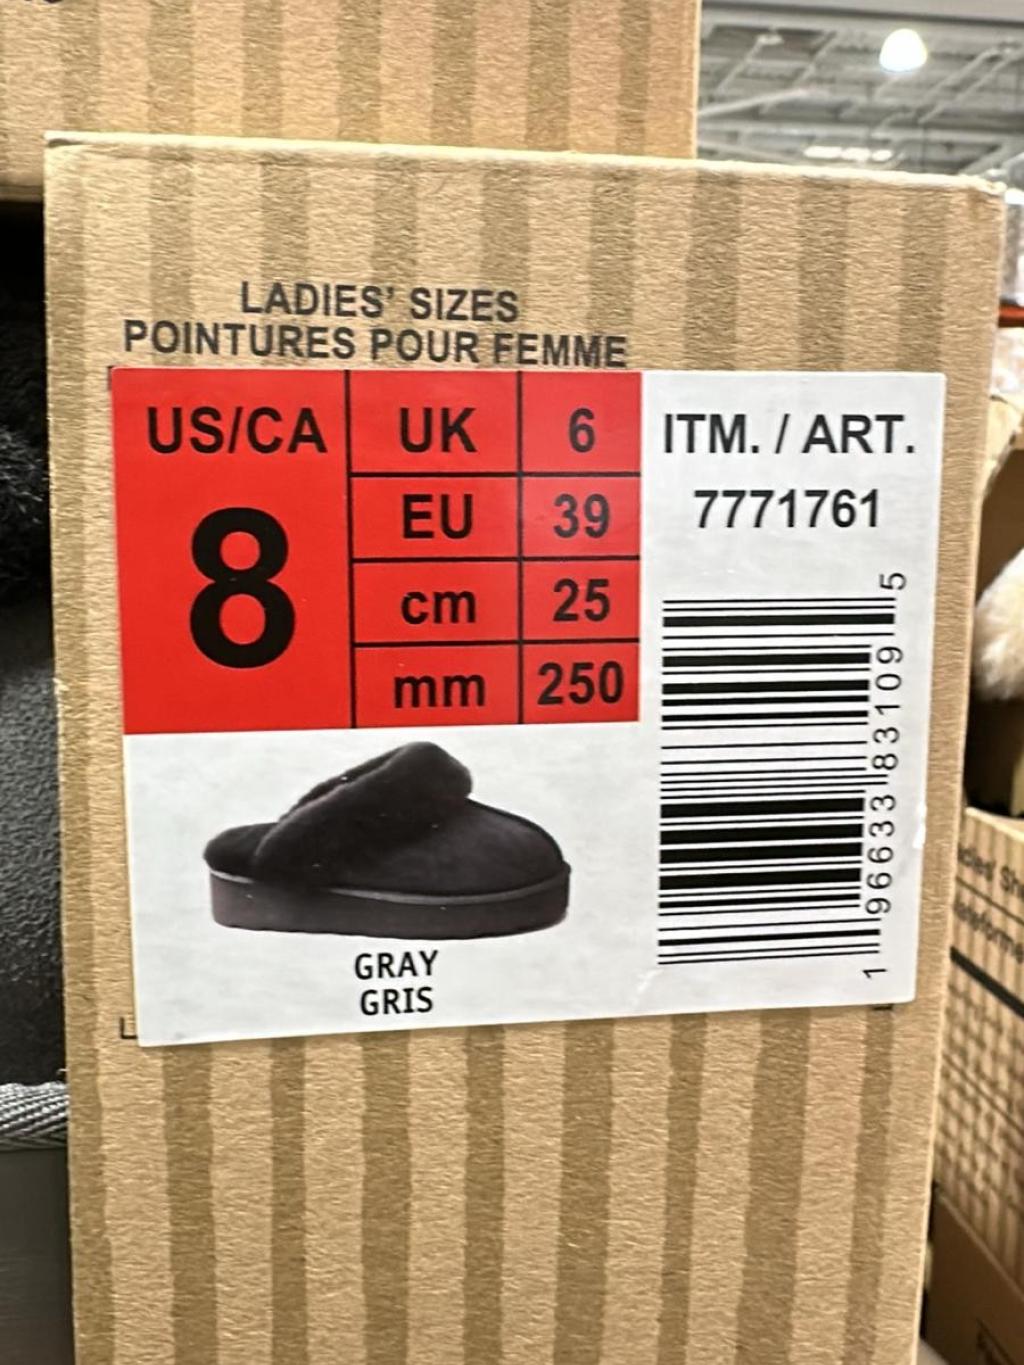 LADIES' SIZES
POINTURES POUR FEMME
US/CA
8
UK 6
EU 39
cm 25
mm 250
ITM. / ART.
7771761
1 96633 83109 5
GRAY
GRIS